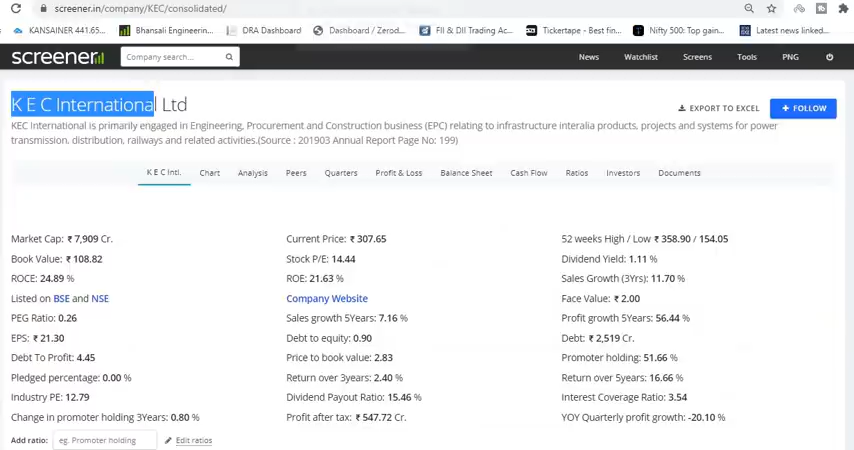 screener.in/company/KEC/consolidated/
KANSAINER 441.65... Bhansali Engineerin... DRA Dashboard Dashboard / Zerod... FII & DII Trading Ac... Tickertape - Best fin... Nifty 500: Top gain... Latest news linked...
screener Company search... News Watchlist Screens Tools PNG
K E C International Ltd
EXPORT TO EXCEL + FOLLOW
KEC International is primarily engaged in Engineering, Procurement and Construction business (EPC) relating to infrastructure interalia products, projects and systems for power
transmission, distribution, railways and related activities.(Source : 201903 Annual Report Page No: 199)
K E C Intl. Chart Analysis Peers Quarters Profit & Loss Balance Sheet Cash Flow Ratios Investors Documents
Market Cap: ₹ 7,909 Cr. Current Price: ₹ 307.65 52 weeks High / Low ₹ 358.90 / 154.05
Book Value: ₹ 108.82 Stock P/E: 14.44 Dividend Yield: 1.11 %
ROCE: 24.89 % ROE: 21.63 % Sales Growth (3Yrs): 11.70 %
Listed on BSE and NSE Company Website Face Value: ₹ 2.00
PEG Ratio: 0.26 Sales growth 5Years: 7.16 % Profit growth 5Years: 56.44 %
EPS: ₹ 21.30 Debt to equity: 0.90 Debt: ₹ 2,519 Cr.
Debt To Profit: 4.45 Price to book value: 2.83 Promoter holding: 51.66 %
Pledged percentage: 0.00 % Return over 3years: 2.40 % Return over 5years: 16.66 %
Industry PE: 12.79 Dividend Payout Ratio: 15.46 % Interest Coverage Ratio: 3.54
Change in promoter holding 3Years: 0.80 % Profit after tax: ₹ 547.72 Cr. YOY Quarterly profit growth: -20.10 %
Add ratio: eg. Promoter holding Edit ratios